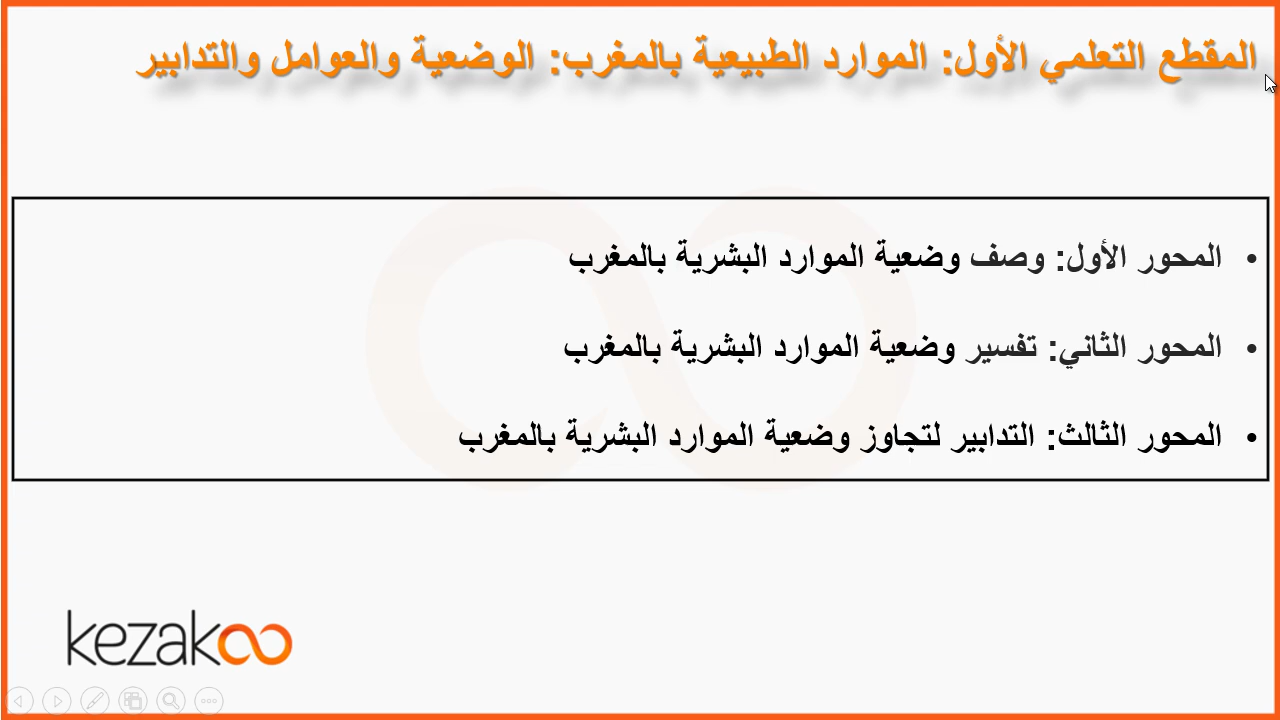 المقطع التعلمي الأول: الموارد الطبيعية بالمغرب: الوضعية والعوامل والتدابير
• المحور الأول: وصف وضعية الموارد البشرية بالمغرب
• المحور الثاني: تفسير وضعية الموارد البشرية بالمغرب
• المحور الثالث: التدابير لتجاوز وضعية الموارد البشرية بالمغرب
kezakoo